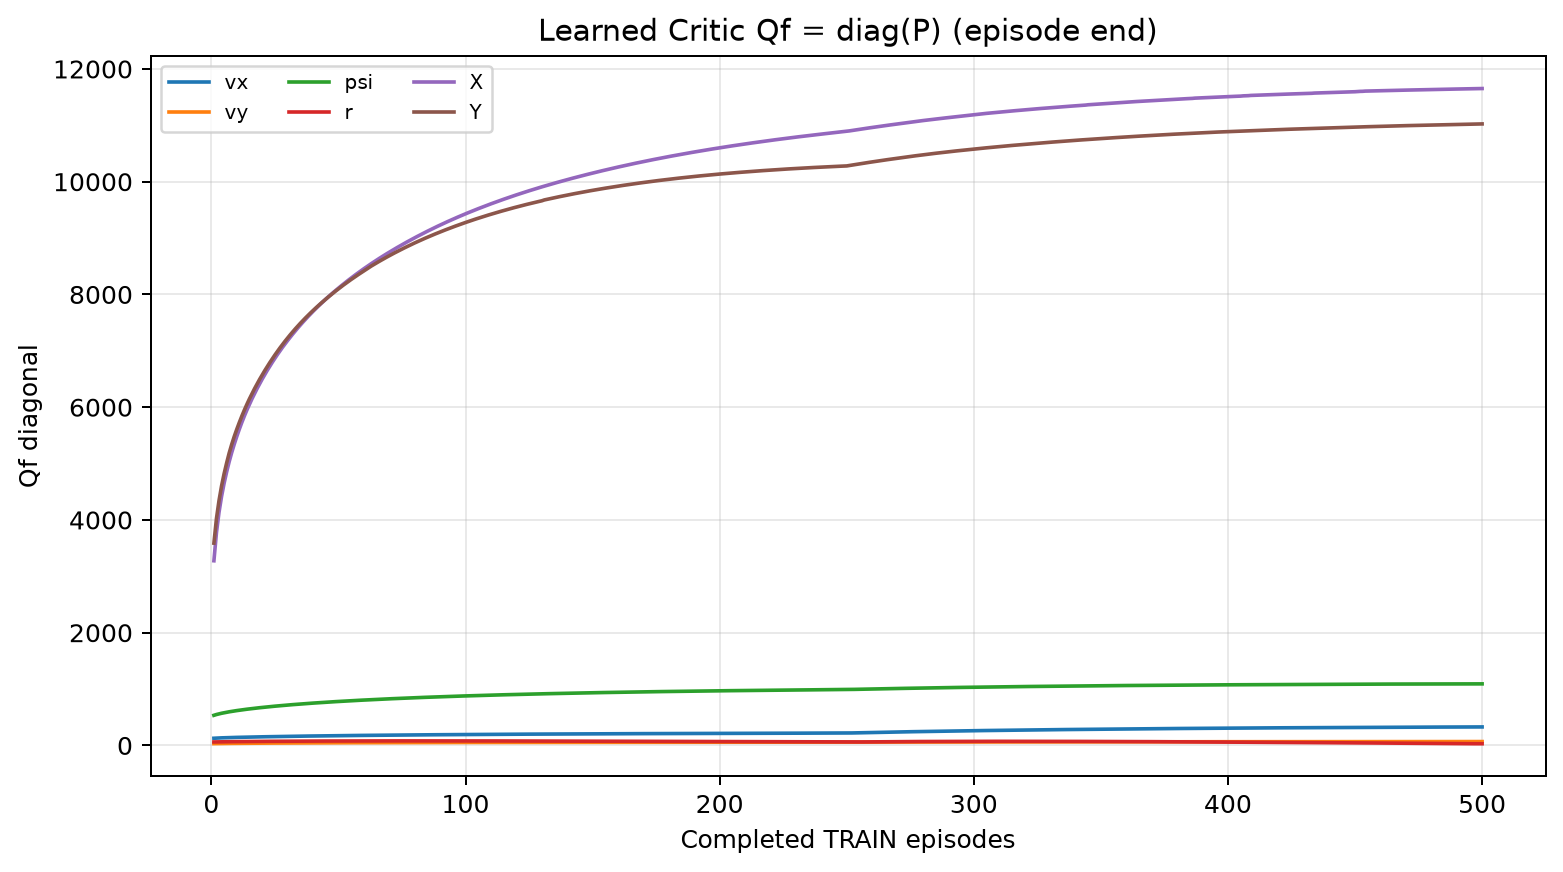 Learned Critic Qf = diag(P) (episode end)
vx psi X
vy r Y
12000
10000
8000
6000
4000
2000
0
Qf diagonal
0 100 200 300 400 500
Completed TRAIN episodes